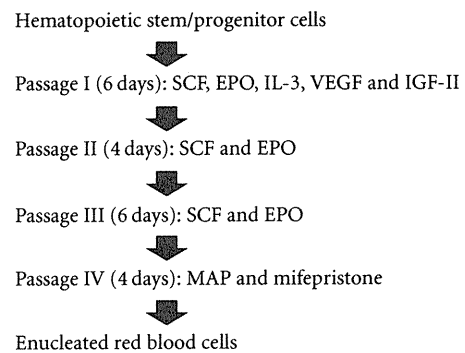 Hematopoietic stem/progenitor cells
Passage I (6 days): SCF, EPO, IL-3, VEGF and IGF-II
Passage II (4 days): SCF and EPO
Passage III (6 days): SCF and EPO
Passage IV (4 days): MAP and mifepristone
Enucleated red blood cells